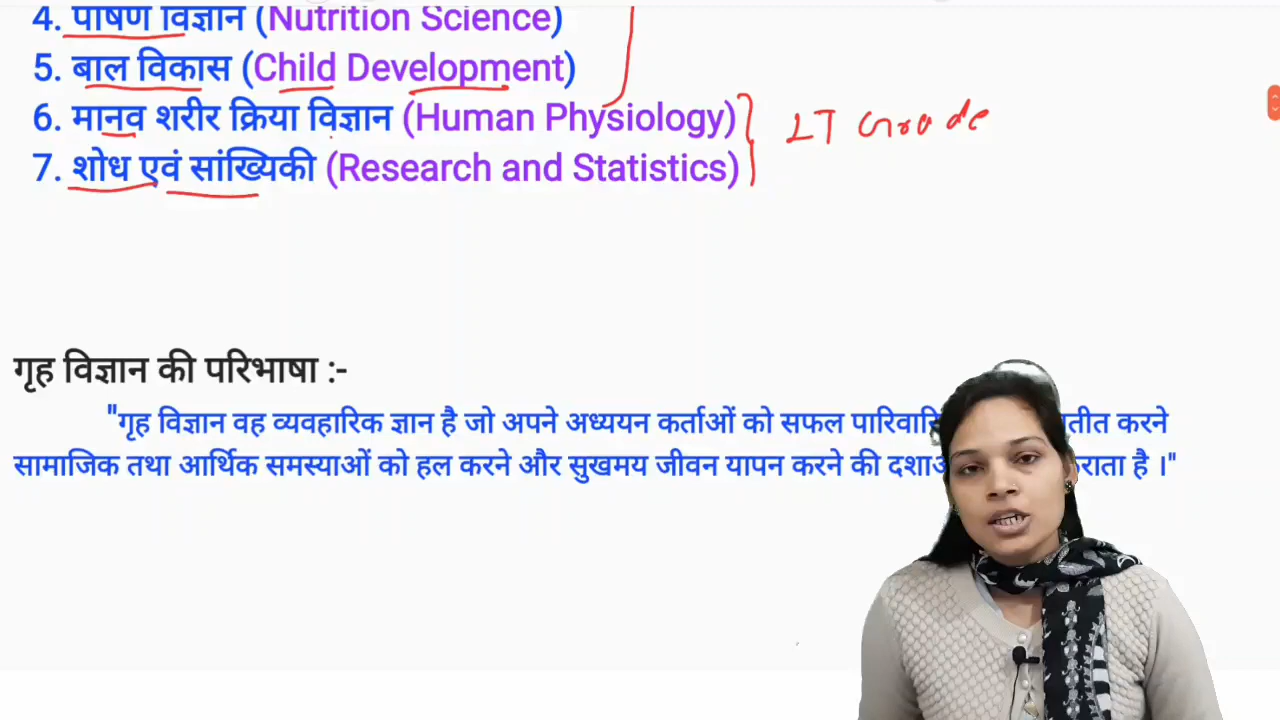 4. पोषण विज्ञान (Nutrition Science)
5. बाल विकास (Child Development)
6. मानव शरीर क्रिया विज्ञान (Human Physiology)
LT Grade
7. शोध एवं सांख्यिकी (Research and Statistics)
गृह विज्ञान की परिभाषा :-
"गृह विज्ञान वह व्यवहारिक ज्ञान है जो अपने अध्ययन कर्ताओं को सफल करने
सामाजिक तथा आर्थिक समस्याओं को हल करने और सुखमय जीवन यापन करने की है ।"